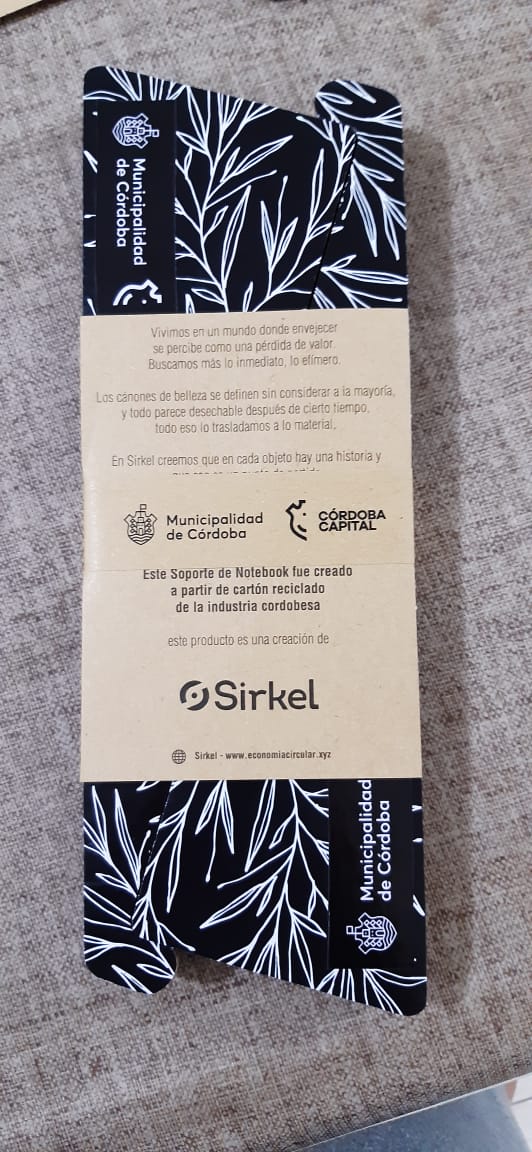 Municipalidad
de Córdoba
Vivimos en un mundo donde envejecer
se percibe como una pérdida de valor.
Buscamos más lo inmediato, lo efímero.
Los cánones de belleza se definen sin considerar a la mayoría,
y todo parece desechable después de cierto tiempo,
todo eso lo trasladamos a lo material.
En Sirkel creemos que en cada objeto hay una historia y
Municipalidad
de Córdoba
CÓRDOBA
CAPITAL
Este Soporte de Notebook fue creado
a partir de cartón reciclado
de la industria cordobesa
este producto es una creación de
Sirkel
Sirkel - www.economiacircular.xyz
Municipalidad
de Córdoba